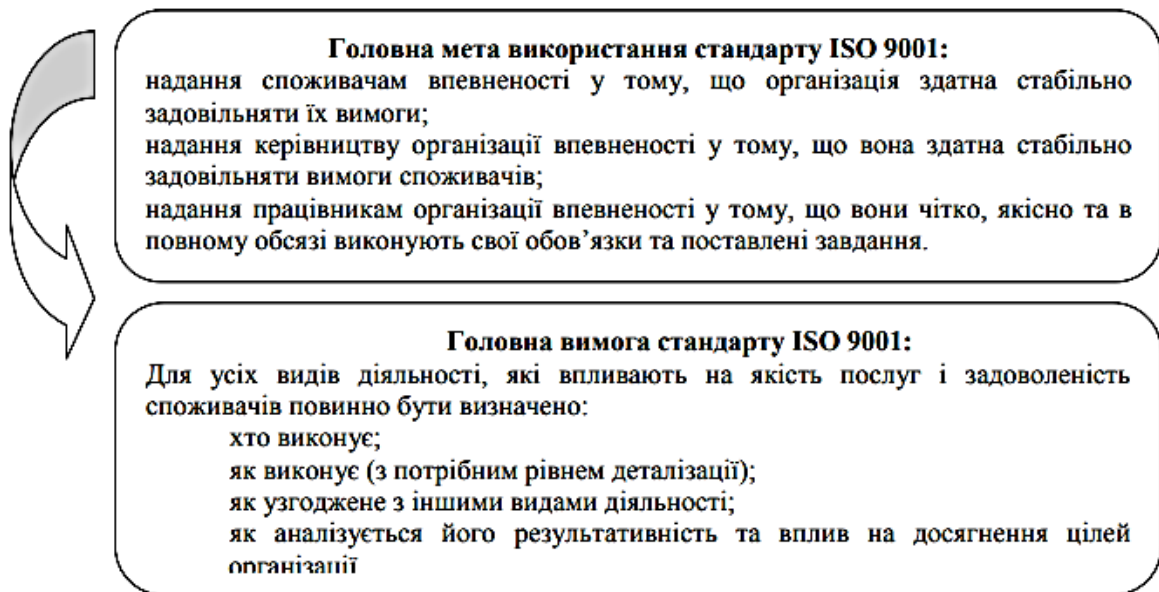 Головна мета використання стандарту ISO 9001:
надання споживачам впевненості у тому, що організація здатна стабільно
задовільняти їх вимоги;
надання керівництву організації впевненості у тому, що вона здатна стабільно
задовільняти вимоги споживачів;
надання працівникам організації впевненості у тому, що вони чітко, якісно та в
повному обсязі виконують свої обов’язки та поставлені завдання.
Головна вимога стандарту ISO 9001:
Для усіх видів діяльності, які впливають на якість послуг і задоволеність
споживачів повинно бути визначено:
хто виконує;
як виконує (з потрібним рівнем деталізації);
як узгоджене з іншими видами діяльності;
як аналізується його результативність та вплив на досягнення цілей
організації